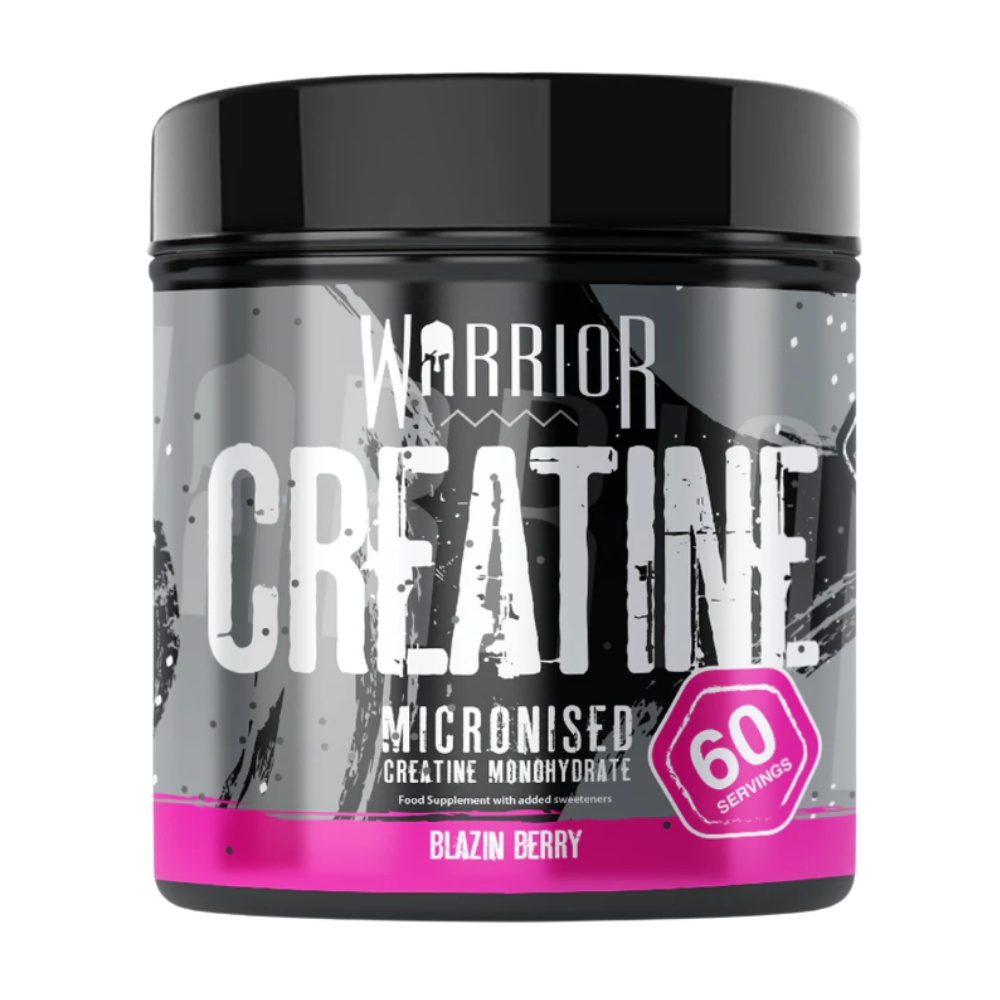 WARRIOR
CREATINE
MICRONISED
CREATINE MONOHYDRATE
Food Supplement with added sweeteners
60
SERVINGS
BLAZIN BERRY